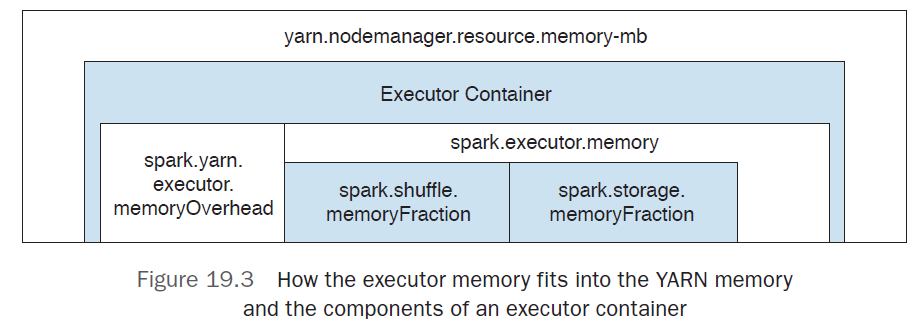 yarn.nodemanager.resource.memory-mb
Executor Container
spark.yarn.
executor.
memoryOverhead
spark.executor.memory
spark.shuffle.
memoryFraction
spark.storage.
memoryFraction
Figure 19.3 How the executor memory fits into the YARN memory
and the components of an executor container